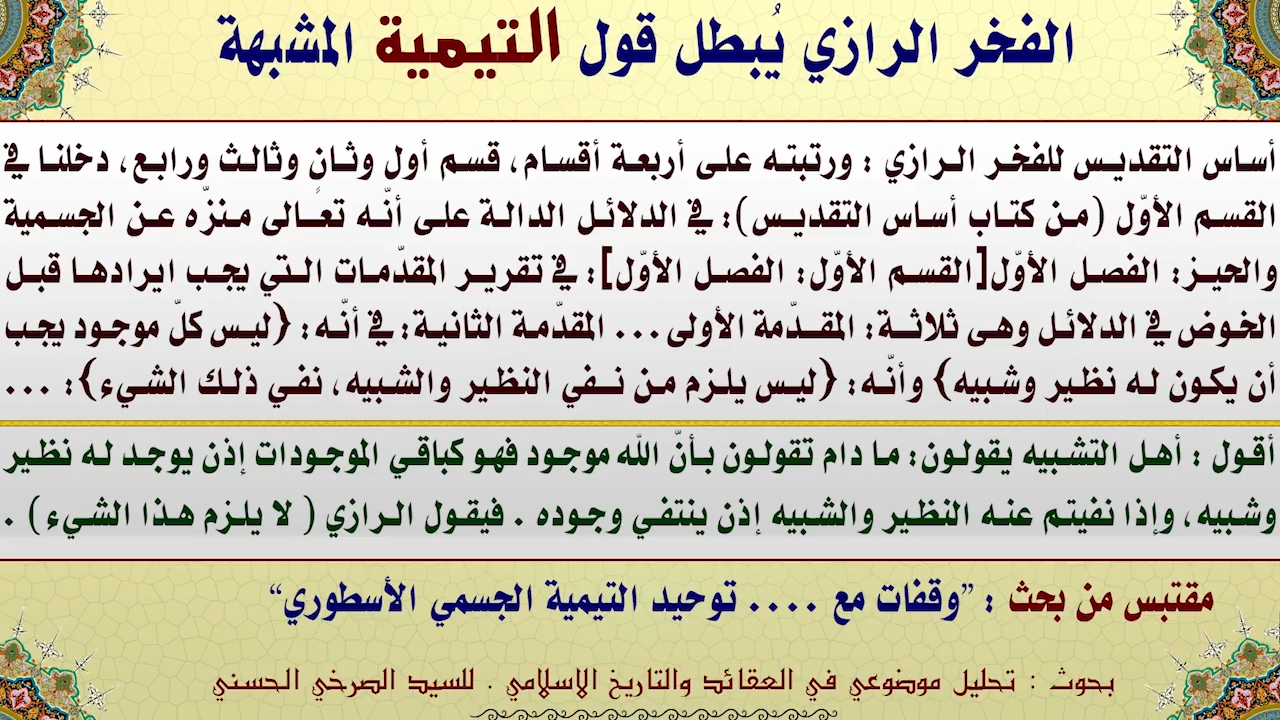 الفخر الرازي يُبطل قول التيمية المشبهة
أساس التقديس للفخر الرازي : ورتبته على أربعة أقسام، قسم أول وثانٍ وثالث ورابع، دخلنا في
القسم الأوّل (من كتاب أساس التقديس): في الدلائل الدالة على أنّه تعالى منزّه عن الجسمية
والحيز: الفصل الأوّل[القسم الأوّل: الفصل الأوّل]: في تقرير المقدّمات التي يجب ايرادها قبل
الخوض في الدلائل وهى ثلاثة: المقدّمة الأولى... المقدّمة الثانية: في أنّه: {ليس كلّ موجود يجب
أن يكون له نظير وشبيه} وأنّه: {ليس يلزم من نفي النظير والشبيه، نفي ذلك الشيء}: ...
أقول : أهل التشبيه يقولون: ما دام تقولون بأنّ الله موجود فهو كباقي الموجودات إذن يوجد له نظير
وشبيه، وإذا نفيتم عنه النظير والشبيه إذن ينتفي وجوده . فيقول الرازي ( لا يلزم هذا الشيء) .
مقتبس من بحث : ”وقفات مع .... توحيد التيمية الجسمي الأسطوري“
بحوث : تحليل موضوعي في العقائد والتاريخ الاسلامي . للسيد الصرخي الحسني